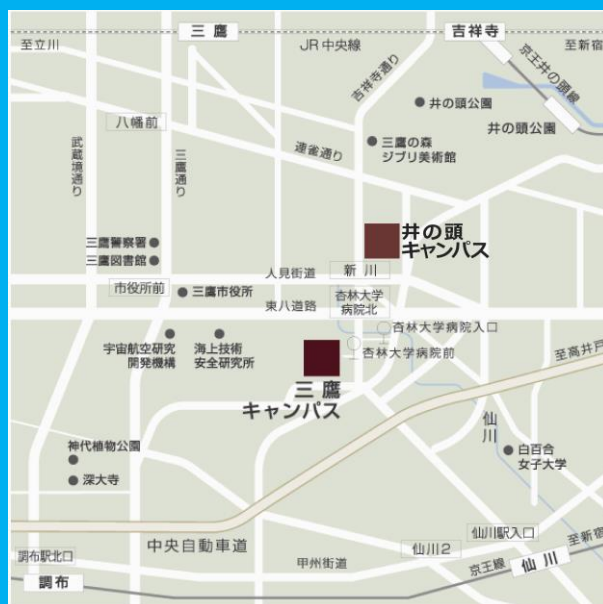 三鷹
吉祥寺
至立川
JR中央線
至新宿
吉祥寺通り
京王井の頭線
井の頭公園
井の頭公園
八幡前
武蔵境通り
三鷹通り
連雀通り
三鷹の森
ジブリ美術館
井の頭
キャンパス
三鷹警察署
三鷹図書館
人見街道
新川
市役所前
三鷹市役所
東八道路
杏林大学
病院北
杏林大学病院入口
宇宙航空研究
開発機構
海上技術
安全研究所
杏林大学病院前
至高井戸
三鷹
キャンパス
仙川
神代植物公園
深大寺
白百合
女子大学
中央自動車道
仙川駅入口
調布駅北口
甲州街道
仙川2
至新宿
京王線
仙川
調布